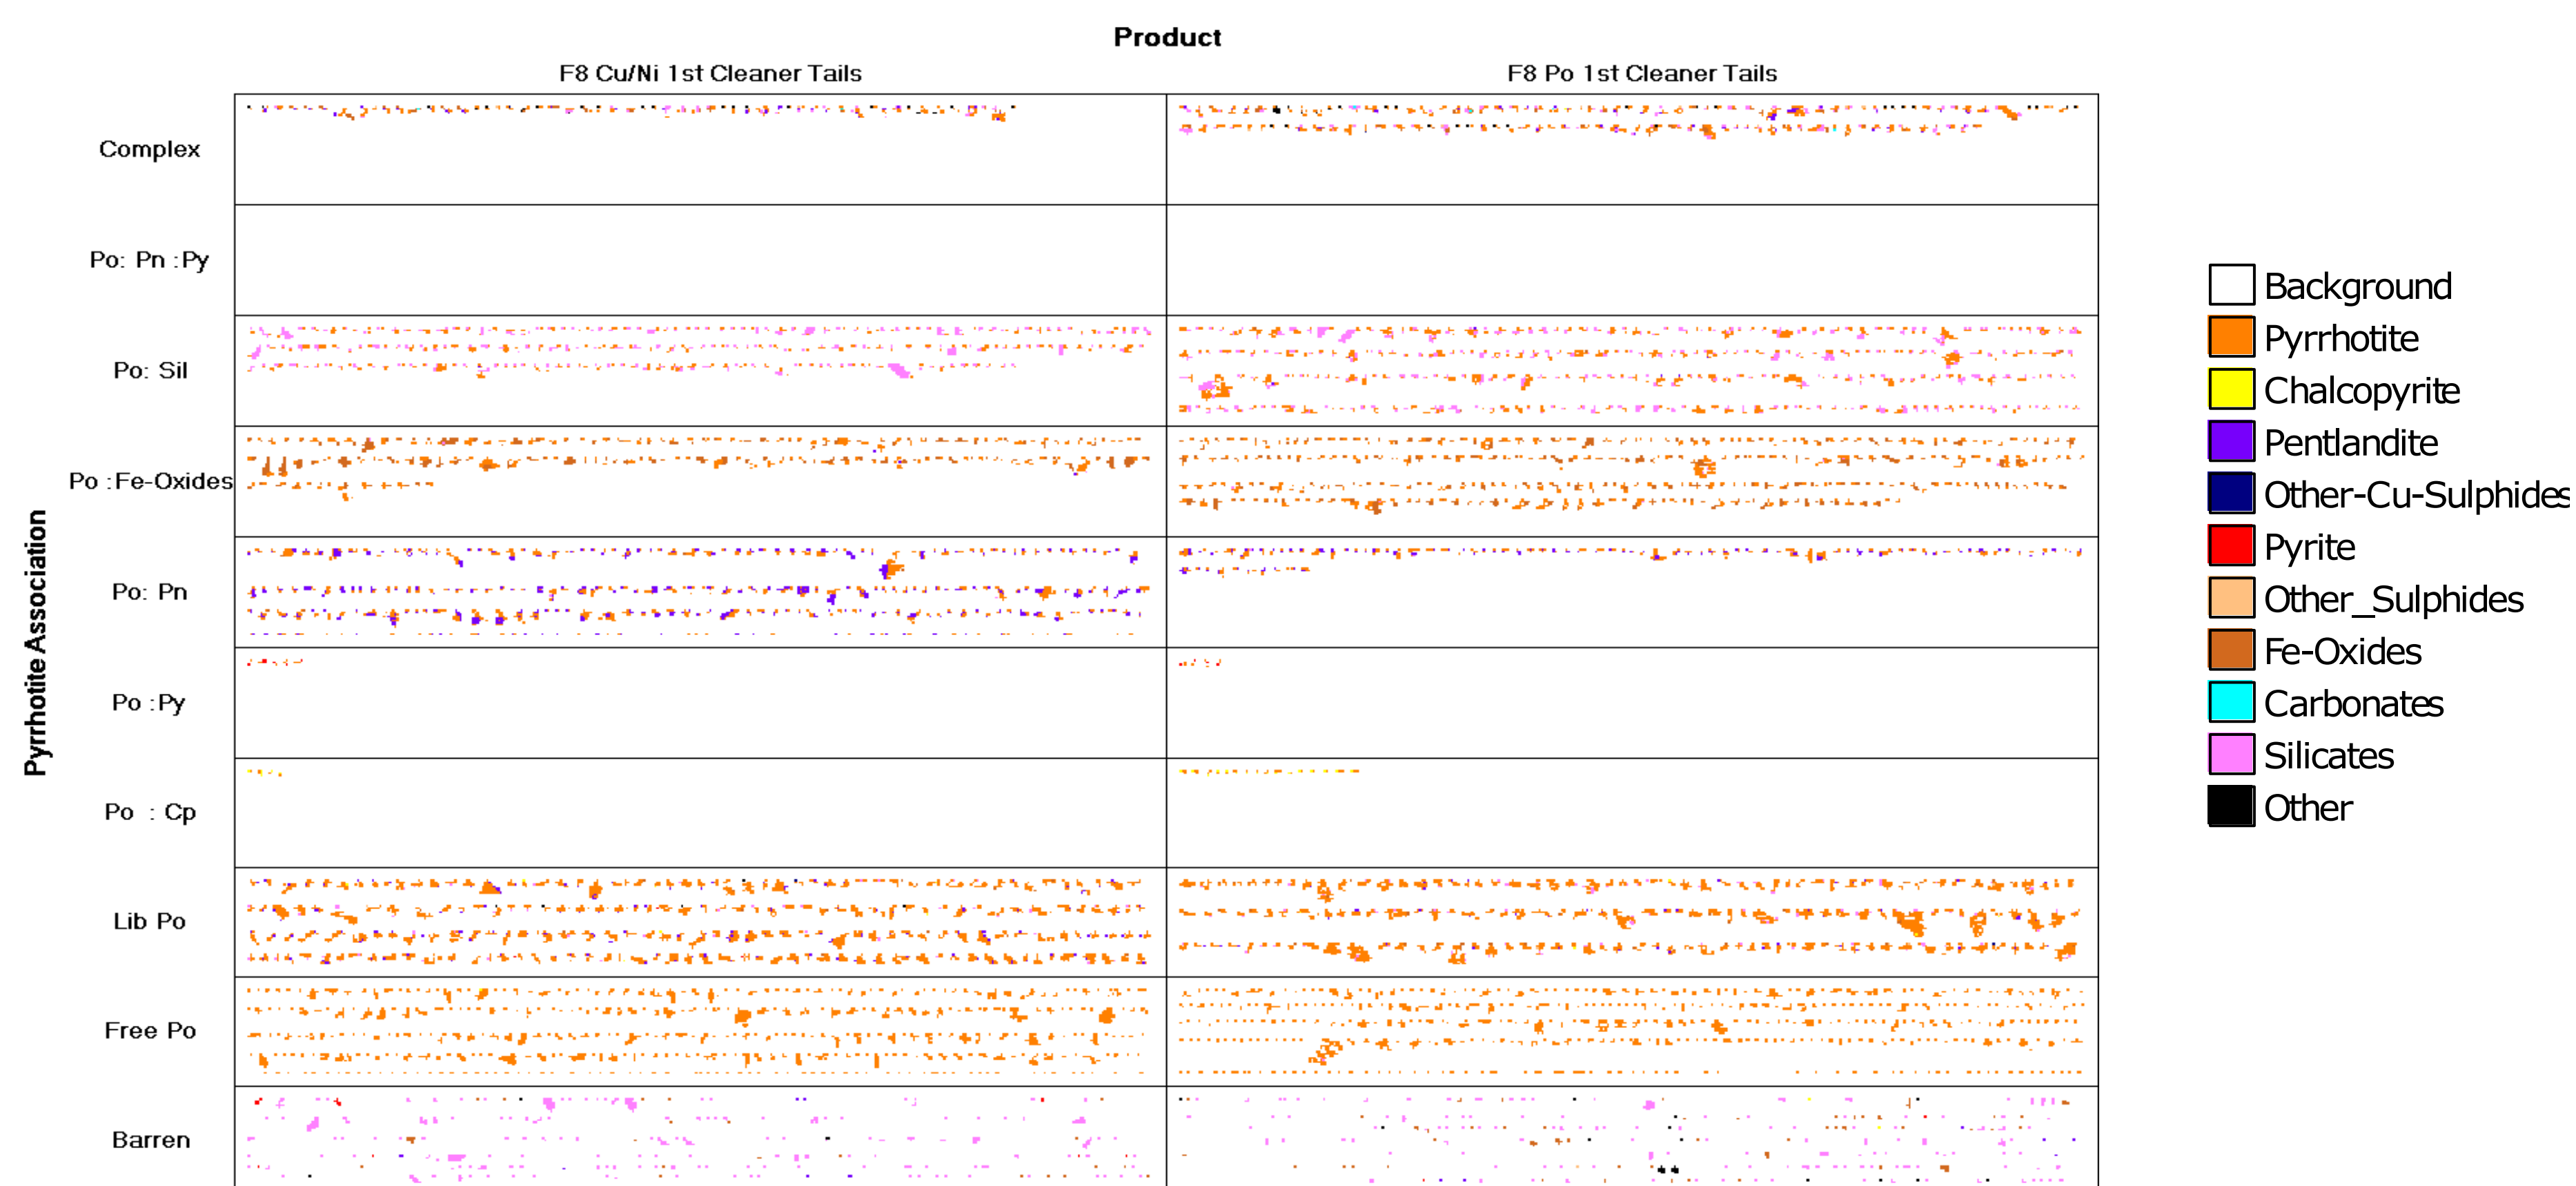 Product
F8 Cu/Ni 1st Cleaner Tails
F8 Po 1st Cleaner Tails
Pyrrhotite Association
Complex
Po: Pn :Py
Po: Sil
Po :Fe-Oxides
Po: Pn
Po :Py
Po : Cp
Lib Po
Free Po
Barren
Background
Pyrrhotite
Chalcopyrite
Pentlandite
Other-Cu-Sulphides
Pyrite
Other_Sulphides
Fe-Oxides
Carbonates
Silicates
Other